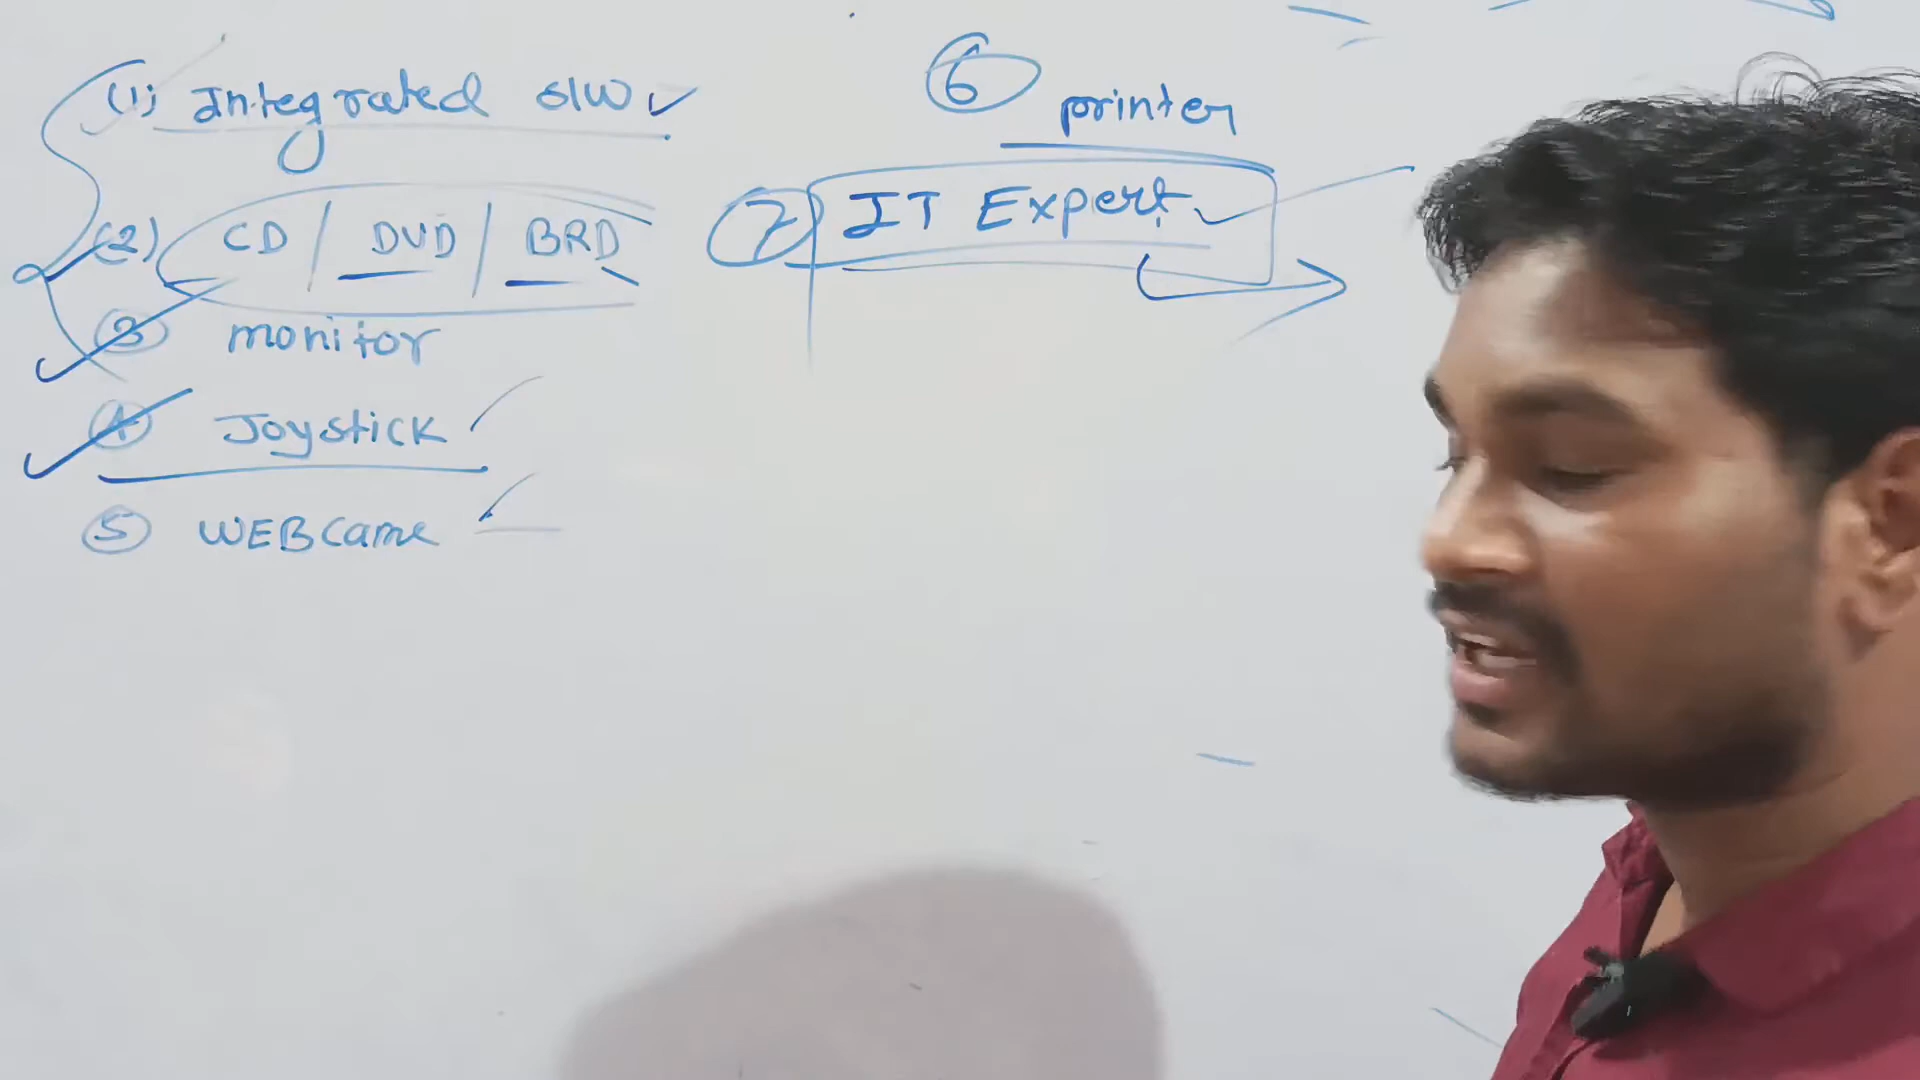 (1) Integrated S/W
(2) CD / DVD / BRD
3 monitor
4 Joystick
5 WEBcame
6 printer
7 IT Expert